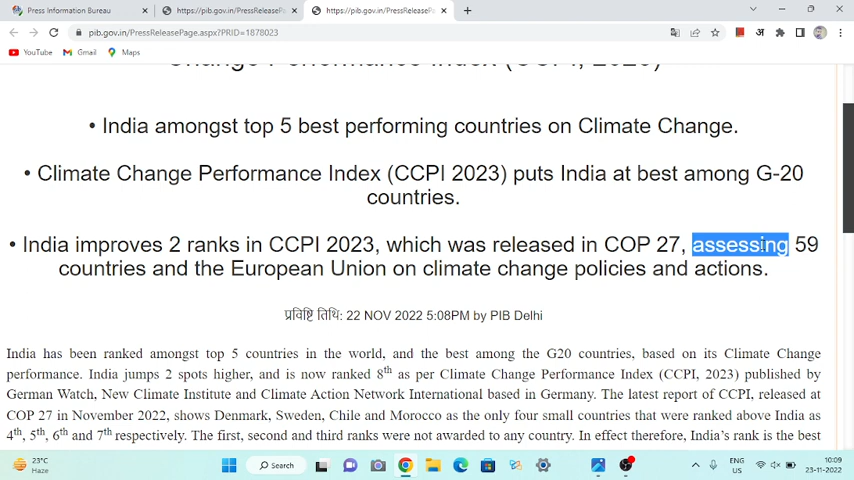 Press Information Bureau
https://pib.gov.in/PressReleasePa
https://pib.gov.in/PressReleasePa
pib.gov.in/PressReleasePage.aspx?PRID=1878023
YouTube Gmail Maps
• India amongst top 5 best performing countries on Climate Change.
• Climate Change Performance Index (CCPI 2023) puts India at best among G-20
countries.
• India improves 2 ranks in CCPI 2023, which was released in COP 27, assessing 59
countries and the European Union on climate change policies and actions.
प्रविष्टि तिथि: 22 NOV 2022 5:08PM by PIB Delhi
India has been ranked amongst top 5 countries in the world, and the best among the G20 countries, based on its Climate Change
performance. India jumps 2 spots higher, and is now ranked 8th as per Climate Change Performance Index (CCPI, 2023) published by
German Watch, New Climate Institute and Climate Action Network International based in Germany. The latest report of CCPI, released at
COP 27 in November 2022, shows Denmark, Sweden, Chile and Morocco as the only four small countries that were ranked above India as
4th, 5th, 6th and 7th respectively. The first, second and third ranks were not awarded to any country. In effect therefore, India's rank is the best
23°C
Haze
Search
ENG
US
10:09
23-11-2022